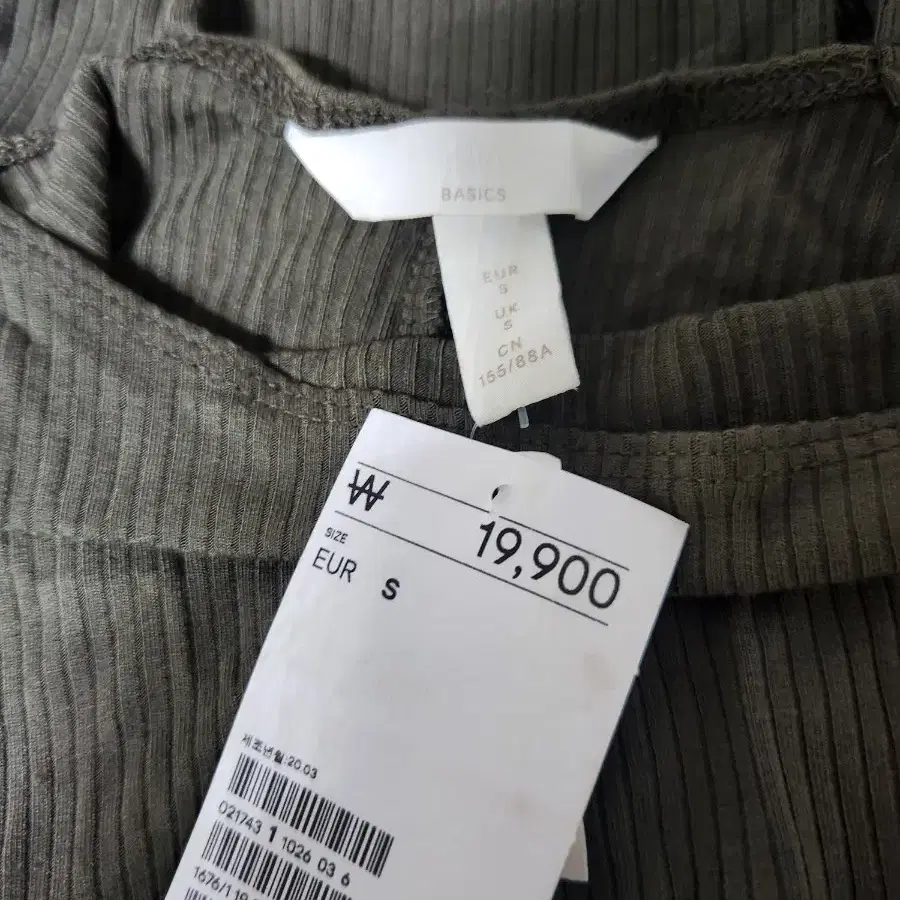 BASICS
EUR
S
UK
S
CN
155/88A
₩ 19,900
SIZE
EUR S
제조년월:20.03
021743 1 1026 03 6